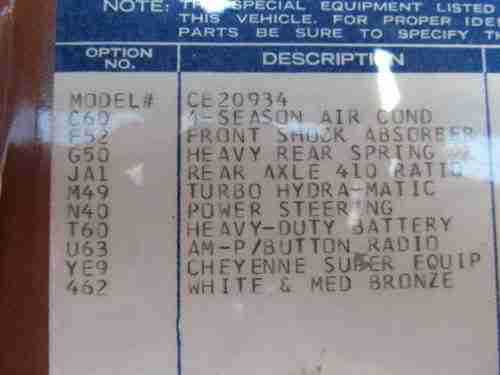 NOTE: THE SPECIAL EQUIPMENT LISTED
THIS VEHICLE. FOR PROPER IDE
PARTS BE SURE TO SPECIFY TH
OPTION NO. DESCRIPTION
MODEL# CE20934
C60 4-SEASON AIR COND
F52 FRONT SHOCK ABSORBER
G50 HEAVY REAR SPRING
JA1 REAR AXLE 410 RATIO
M49 TURBO HYDRA-MATIC
N40 POWER STEERING
T60 HEAVY-DUTY BATTERY
U63 AM-P/BUTTON RADIO
YE9 CHEYENNE SUPER EQUIP
462 WHITE & MED BRONZE